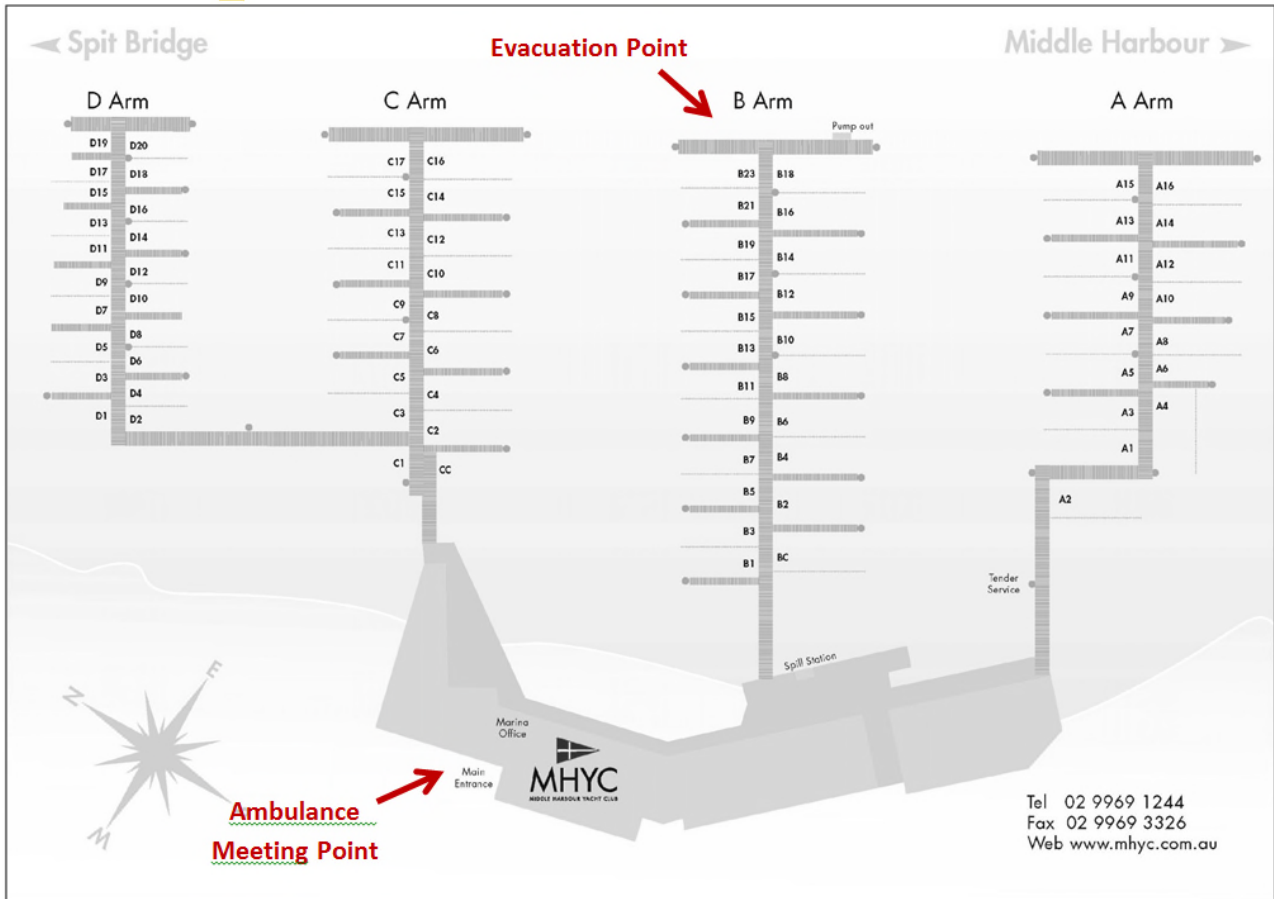 Spit Bridge
Evacuation Point
Middle Harbour
D Arm
C Arm
B Arm
A Arm
Pump out
D19 D20
D17 D18
D15 D16
D13 D14
D11 D12
D9 D10
D7 D8
D5 D6
D3 D4
D1 D2
C17 C16
C15 C14
C13 C12
C11 C10
C9 C8
C7 C6
C5 C4
C3 C2
C1 CC
B23 B18
B21 B16
B19 B14
B17 B12
B15 B10
B13 B8
B11 B6
B9 B4
B7 B2
B5 BC
B3
B1
A15 A16
A13 A14
A11 A12
A9 A10
A7 A8
A5 A6
A3 A4
A1
A2
Tender
Service
Spill Station
Marina
Office
Main
Entrance
MHYC
MIDDLE HARBOUR YACHT CLUB
N
E
W
Ambulance
Meeting Point
Tel 02 9969 1244
Fax 02 9969 3326
Web www.mhyc.com.au